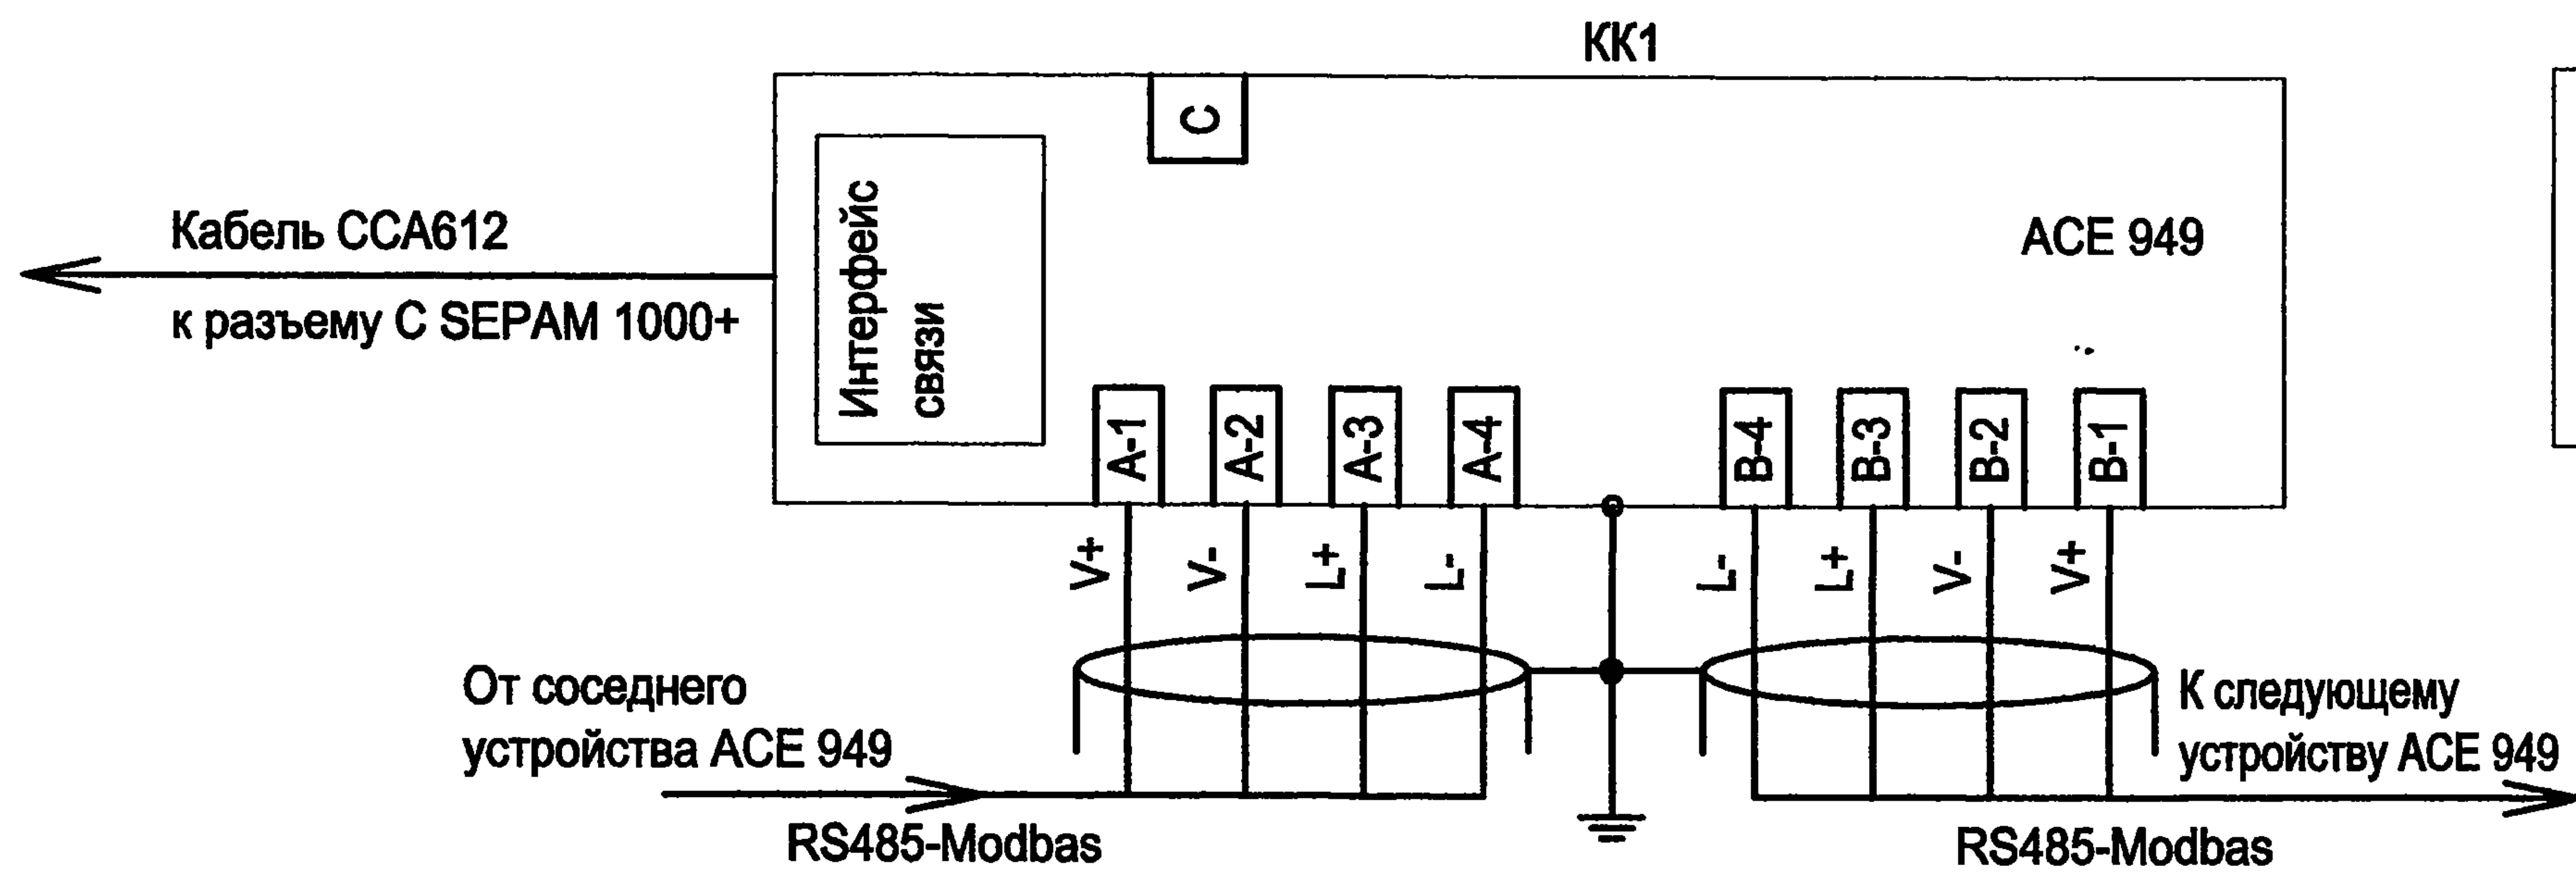 КК1
С
Интерфейс
связи
Кабель ССА612
к разъему С SEPAM 1000+
ACE 949
А-1
А-2
А-3
А-4
В-4
В-3
В-2
В-1
V+
V-
L+
L-
L-
L+
V-
V+
От соседнего
устройства ACE 949
RS485-Modbas
К следующему
устройству ACE 949
RS485-Modbas